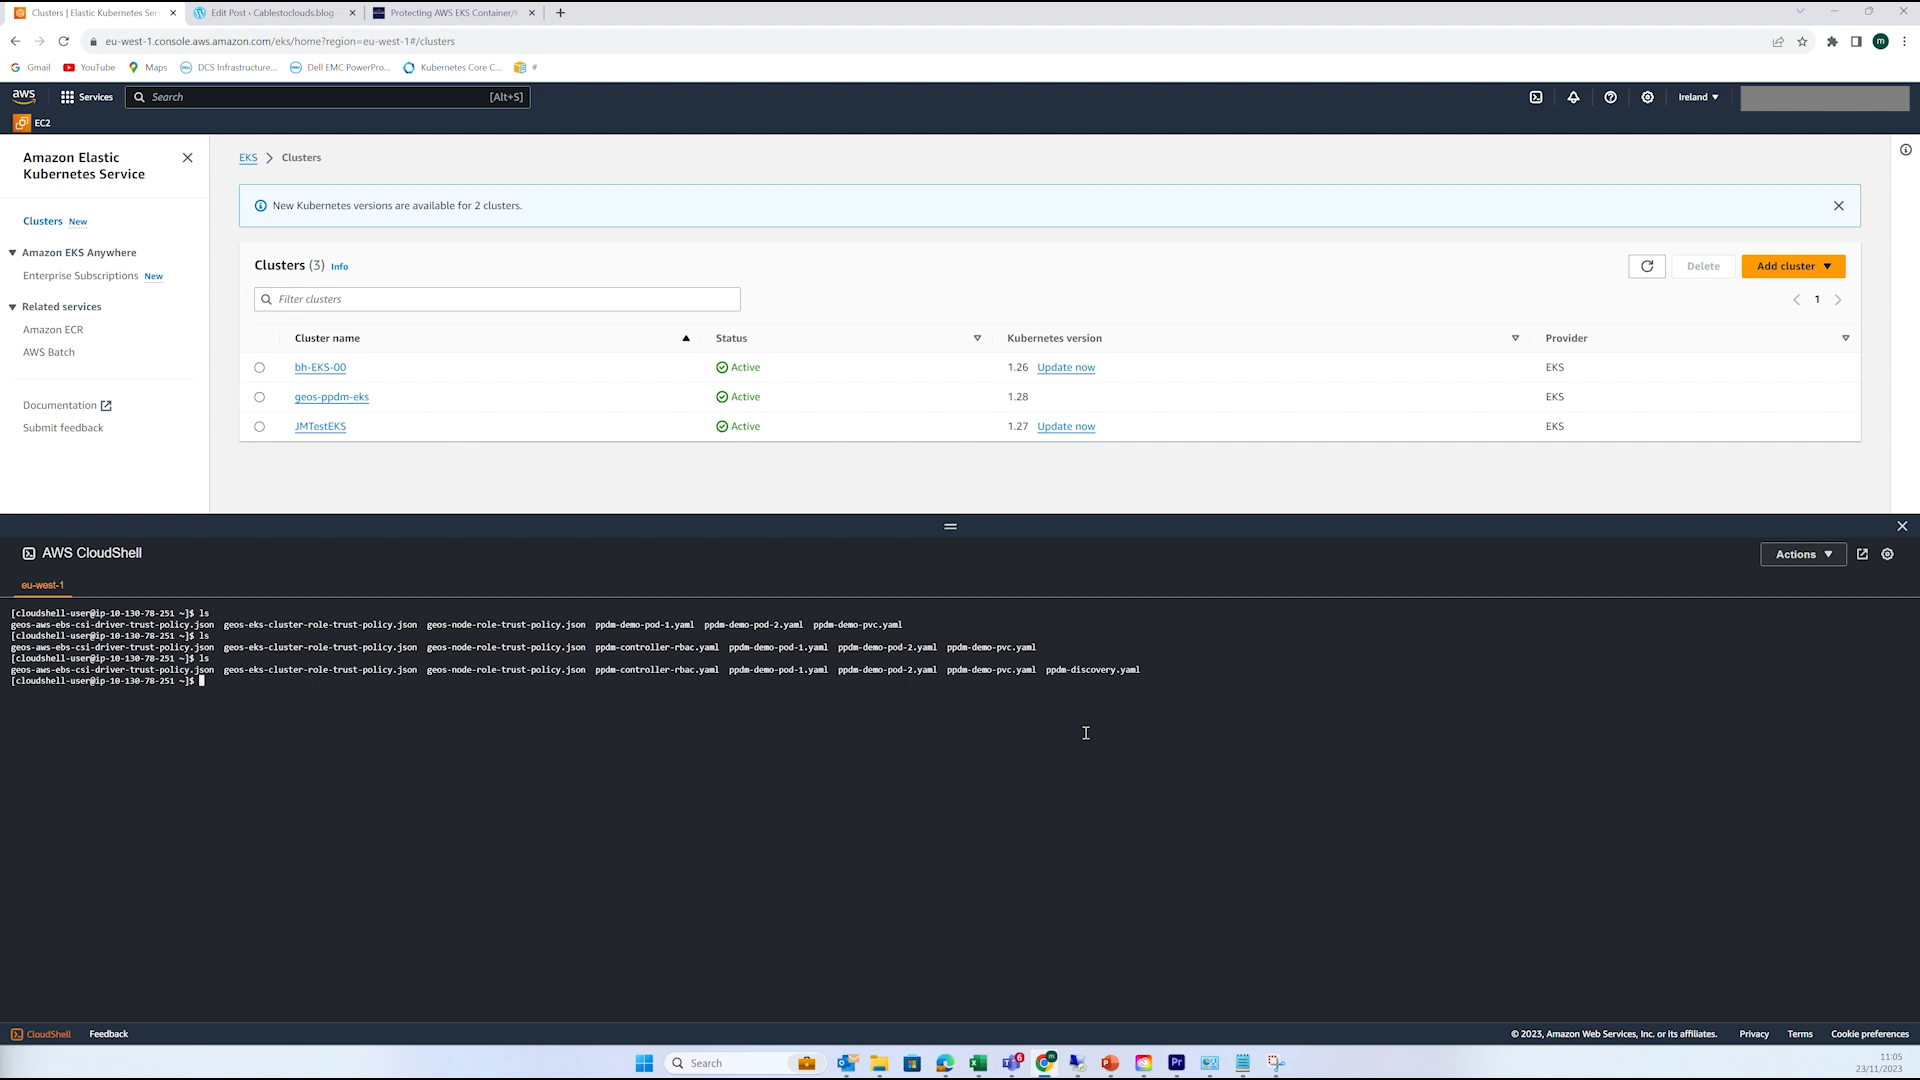 Clusters | Elastic Kubernetes Ser
Edit Post ‹ Cablestoclouds.blog
Protecting AWS EKS Container/
eu-west-1.console.aws.amazon.com/eks/home?region=eu-west-1#/clusters
m
Gmail
YouTube
Maps
DCS Infrastructure...
Dell EMC PowerPro...
Kubernetes Core C...
#
aws
Services
Search
[Alt+S]
Ireland
EC2
Amazon Elastic
Kubernetes Service
Clusters New
Amazon EKS Anywhere
Enterprise Subscriptions New
Related services
Amazon ECR
AWS Batch
Documentation
Submit feedback
EKS
Clusters
New Kubernetes versions are available for 2 clusters.
Clusters (3) Info
Delete
Add cluster
Filter clusters
1
Cluster name Status Kubernetes version Provider
bh-EKS-00 Active 1.26 Update now EKS
geos-ppdm-eks Active 1.28 EKS
JMTestEKS Active 1.27 Update now EKS
AWS CloudShell
Actions
eu-west-1
[cloudshell-user@ip-10-130-78-251 ~]$ ls
geos-aws-ebs-csi-driver-trust-policy.json geos-eks-cluster-role-trust-policy.json geos-node-role-trust-policy.json ppdm-demo-pod-1.yaml ppdm-demo-pod-2.yaml ppdm-demo-pvc.yaml
[cloudshell-user@ip-10-130-78-251 ~]$ ls
geos-aws-ebs-csi-driver-trust-policy.json geos-eks-cluster-role-trust-policy.json geos-node-role-trust-policy.json ppdm-controller-rbac.yaml ppdm-demo-pod-1.yaml ppdm-demo-pod-2.yaml ppdm-demo-pvc.yaml
[cloudshell-user@ip-10-130-78-251 ~]$ ls
geos-aws-ebs-csi-driver-trust-policy.json geos-eks-cluster-role-trust-policy.json geos-node-role-trust-policy.json ppdm-controller-rbac.yaml ppdm-demo-pod-1.yaml ppdm-demo-pod-2.yaml ppdm-demo-pvc.yaml ppdm-discovery.yaml
[cloudshell-user@ip-10-130-78-251 ~]$
CloudShell
Feedback
© 2023, Amazon Web Services, Inc. or its affiliates.
Privacy
Terms
Cookie preferences
Search
6
Pr
11:05
23/11/2023